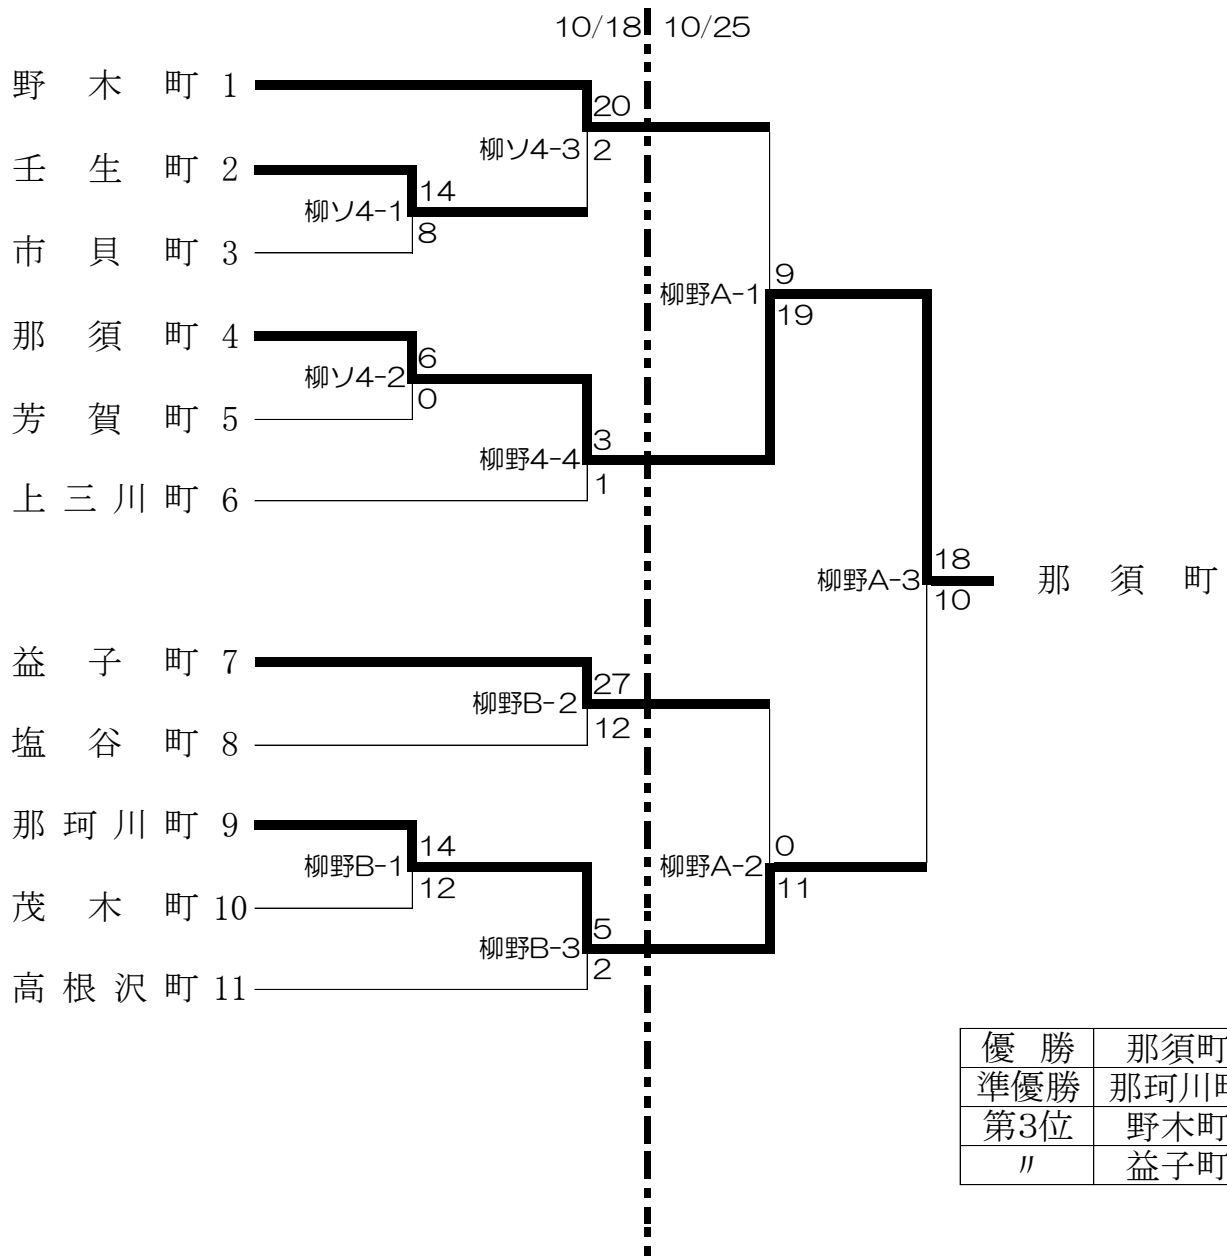 10/18 10/25
野木町 1
20
柳ソ4-3
2
壬生町 2
14
柳ソ4-1
8
市貝町 3
9
柳野A-1
19
那須町 4
6
柳ソ4-2
0
芳賀町 5
3
柳野4-4
1
上三川町 6
18
柳野A-3
10
那須町
益子町 7
27
柳野B-2
12
塩谷町 8
那珂川町 9
14
柳野B-1
12
0
柳野A-2
11
茂木町 10
5
柳野B-3
2
高根沢町 11
優勝 那須町
準優勝 那珂川町
第3位 野木町
〃 益子町